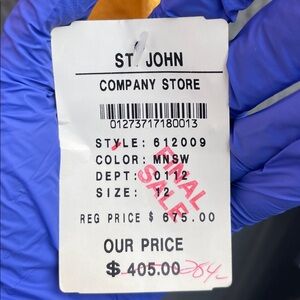 ST. JOHN
COMPANY STORE
01273717180013
STYLE: 612009
COLOR: MNSW
DEPT: 0112
SIZE: 12
FINAL
SALE
REG PRICE $ 675.00
OUR PRICE
$ 405.00 284-